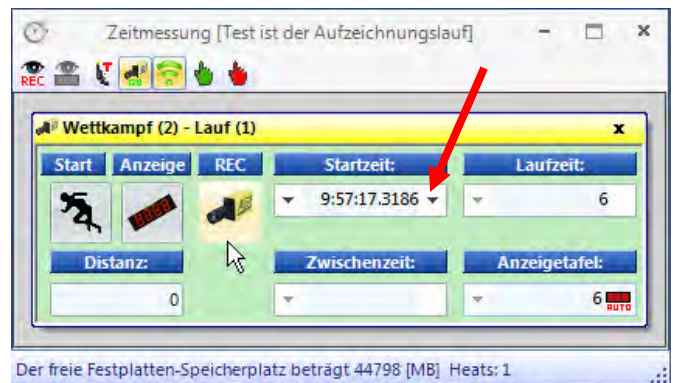 Zeitmessung [Test ist der Aufzeichnungslauf]
REC
Wettkampf (2) - Lauf (1) x
Start Anzeige REC Startzeit: Laufzeit:
9:57:17.3186 6
Distanz: Zwischenzeit: Anzeigetafel:
0 6 AUTO
Der freie Festplatten-Speicherplatz beträgt 44798 [MB] Heats: 1